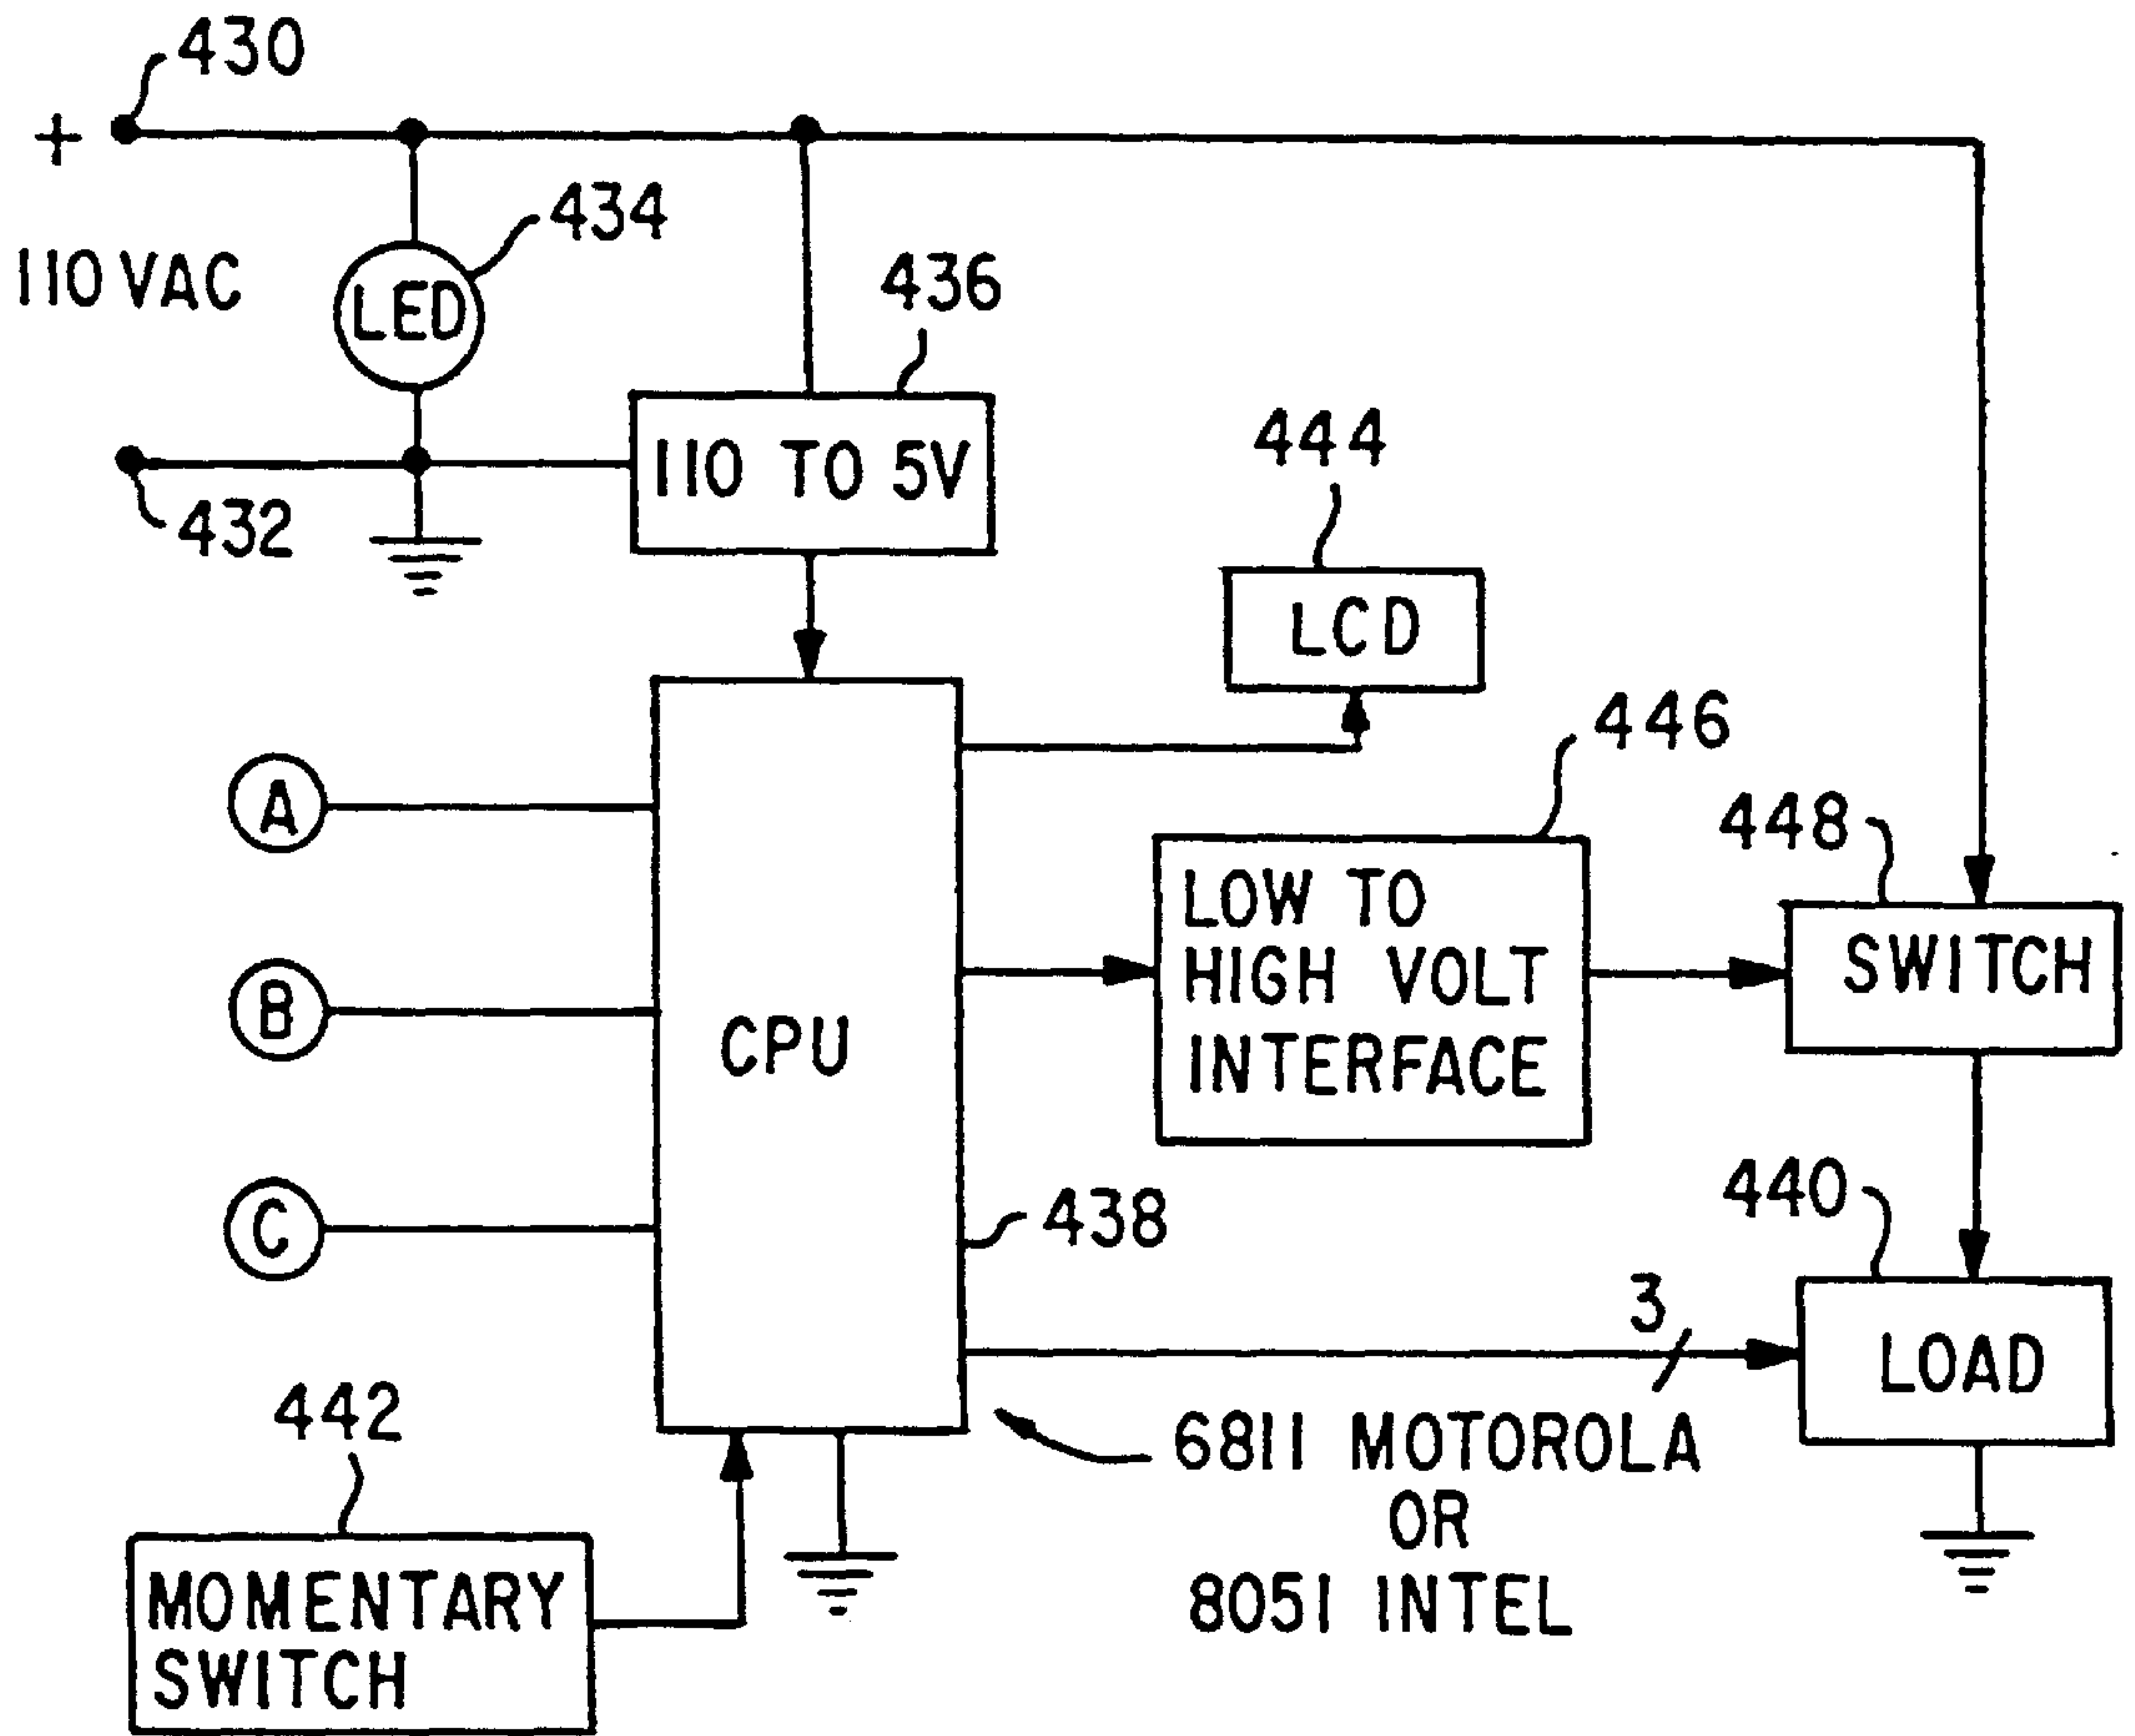 430
+
110 VAC
LED
434
436
432
110 TO 5V
444
LCD
446
448
A
LOW TO
HIGH VOLT
INTERFACE
SWITCH
B
CPU
C
438
440
3
LOAD
442
6811 MOTOROLA
OR
8051 INTEL
MOMENTARY
SWITCH